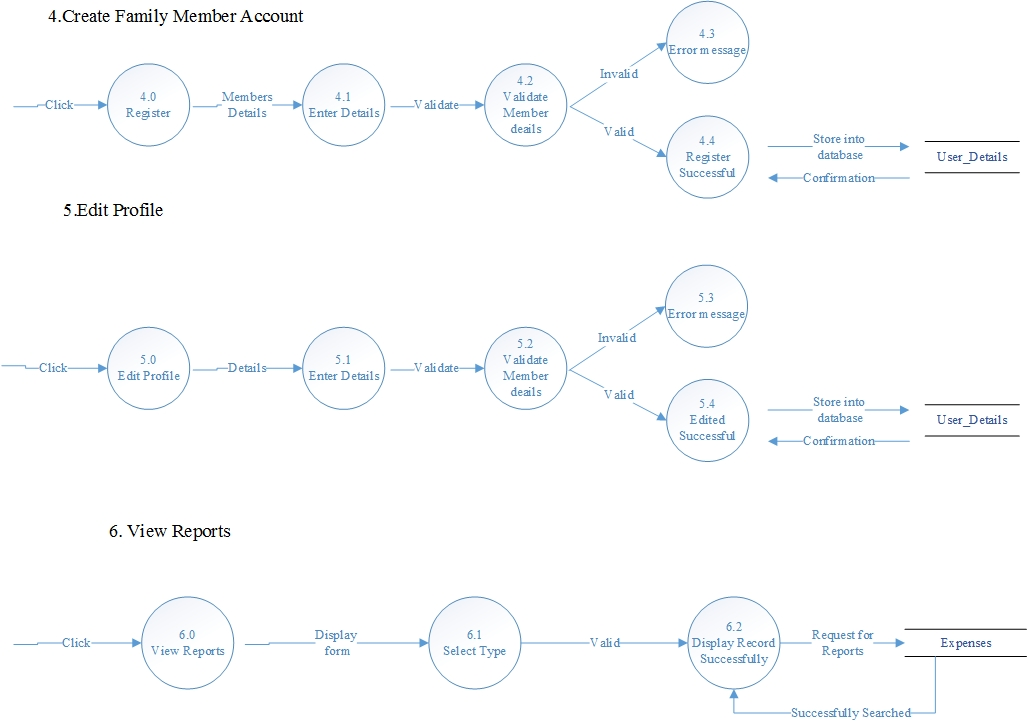 4.Create Family Member Account
Click
4.0
Register
Members
Details
4.1
Enter Details
Validate
4.2
Validate
Member
deails
Invalid
4.3
Error message
Valid
4.4
Register
Successful
Store into
database
Confirmation
User_Details
5.Edit Profile
Click
5.0
Edit Profile
Details
5.1
Enter Details
Validate
5.2
Validate
Member
deails
Invalid
5.3
Error message
Valid
5.4
Edited
Successful
Store into
database
Confirmation
User_Details
6. View Reports
Click
6.0
View Reports
Display
form
6.1
Select Type
Valid
6.2
Display Record
Successfully
Request for
Reports
Expenses
Successfully Searched